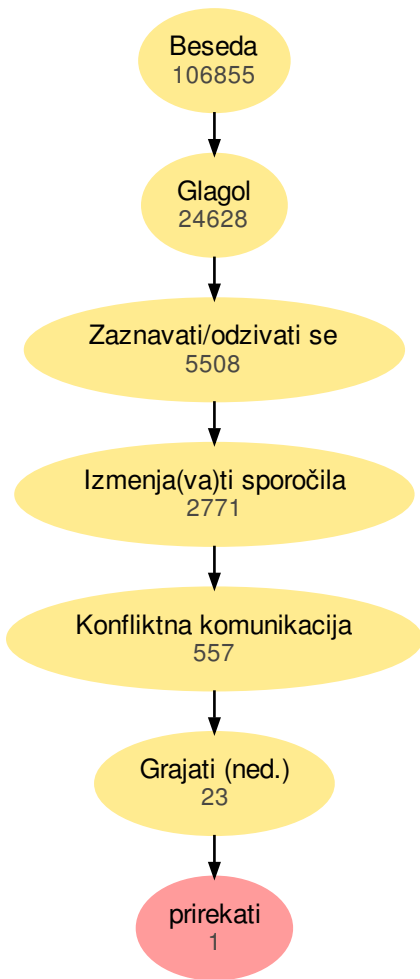 Beseda
106855
Glagol
24628
Zaznavati/odzivati se
5508
Izmenja(va)ti sporočila
2771
Konfliktna komunikacija
557
Grajati (ned.)
23
prirekati
1